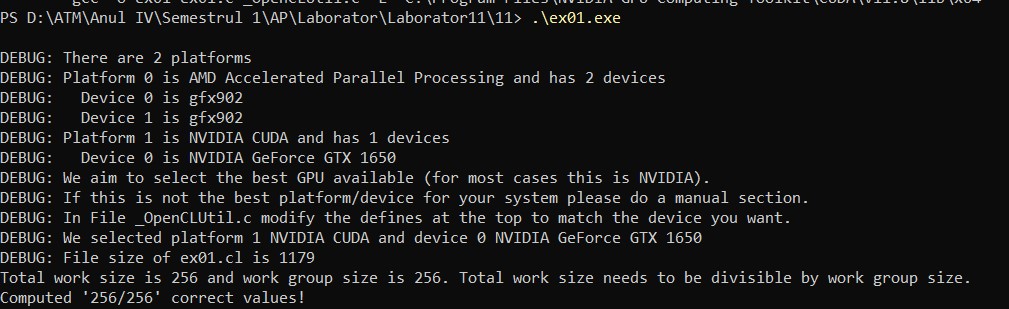 gcc -o ex01 ex01.c _OpenCLUtil.c -L "C:\Program Files\NVIDIA GPU Computing Toolkit\CUDA\v11.8\lib\x64
PS D:\ATM\Anul IV\Semestrul 1\AP\Laborator\Laborator11\11> .\ex01.exe
DEBUG: There are 2 platforms
DEBUG: Platform 0 is AMD Accelerated Parallel Processing and has 2 devices
DEBUG:   Device 0 is gfx902
DEBUG:   Device 1 is gfx902
DEBUG: Platform 1 is NVIDIA CUDA and has 1 devices
DEBUG:   Device 0 is NVIDIA GeForce GTX 1650
DEBUG: We aim to select the best GPU available (for most cases this is NVIDIA).
DEBUG: If this is not the best platform/device for your system please do a manual section.
DEBUG: In File _OpenCLUtil.c modify the defines at the top to match the device you want.
DEBUG: We selected platform 1 NVIDIA CUDA and device 0 NVIDIA GeForce GTX 1650
DEBUG: File size of ex01.cl is 1179
Total work size is 256 and work group size is 256. Total work size needs to be divisible by work group size.
Computed '256/256' correct values!